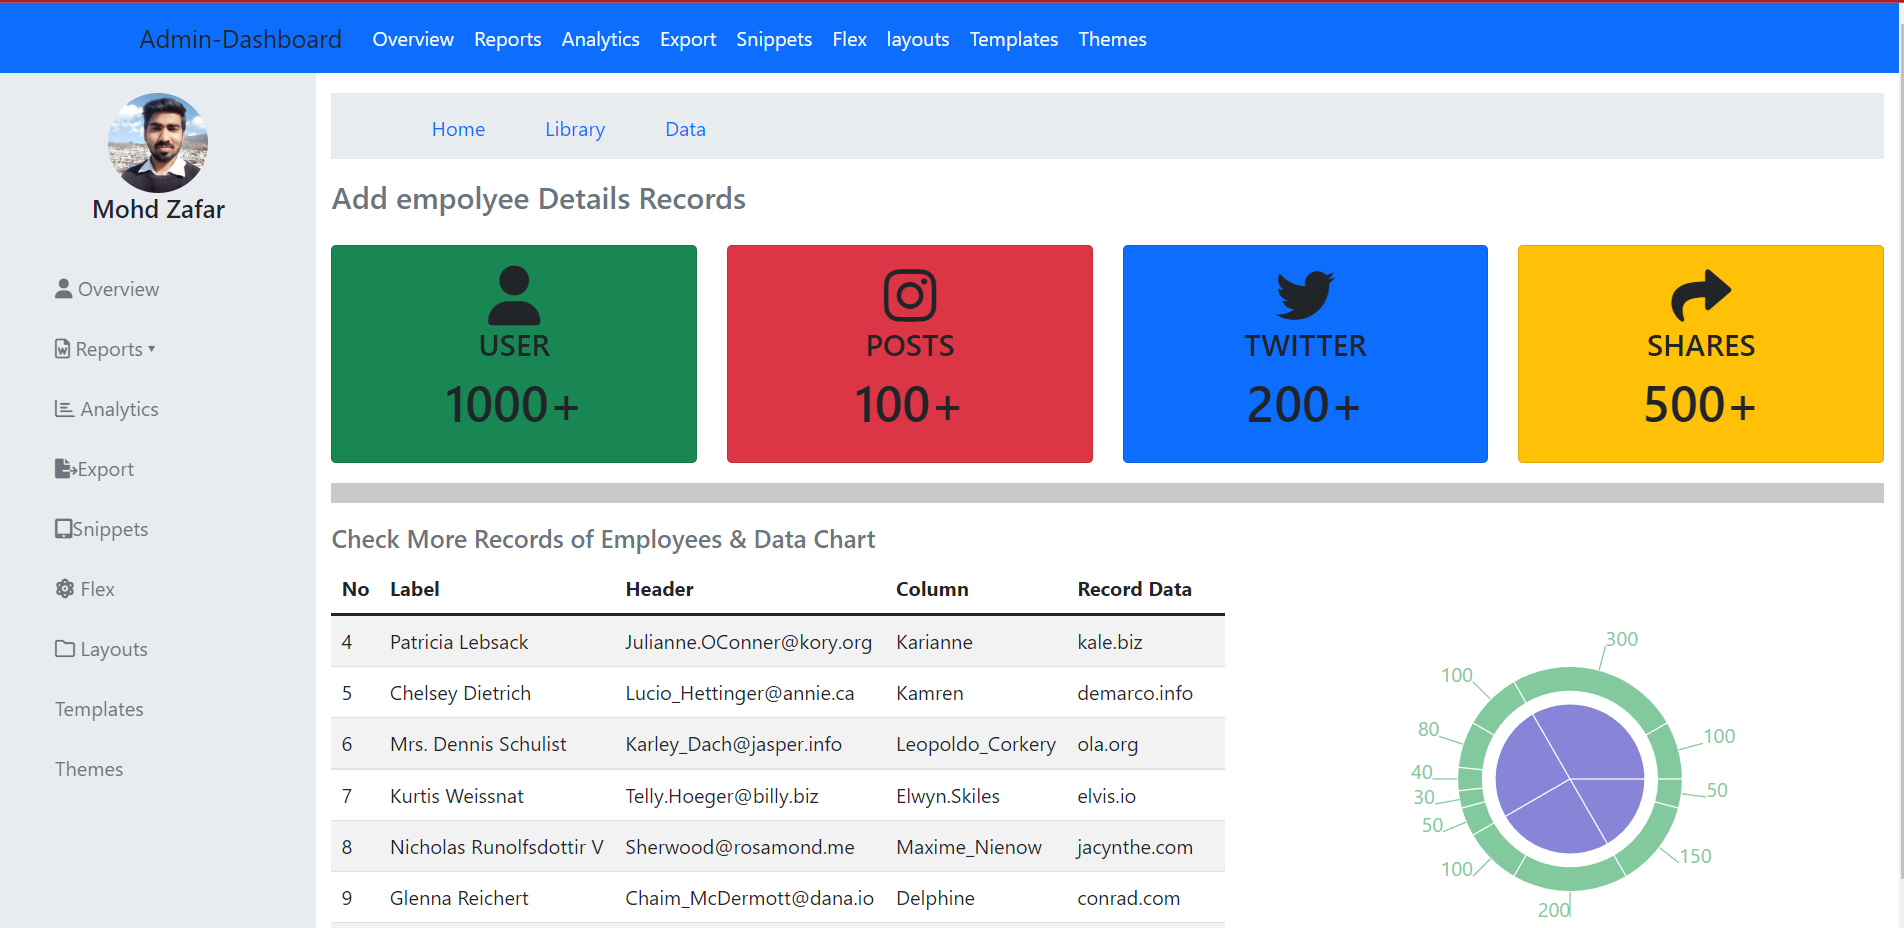 Admin-Dashboard Overview Reports Analytics Export Snippets Flex layouts Templates Themes
Mohd Zafar
Overview
Reports
Analytics
Export
Snippets
Flex
Layouts
Templates
Themes
Home Library Data
Add empolyee Details Records
USER
1000+
POSTS
100+
TWITTER
200+
SHARES
500+
Check More Records of Employees & Data Chart
No Label Header Column Record Data
4 Patricia Lebsack Julianne.OConner@kory.org Karianne kale.biz
5 Chelsey Dietrich Lucio_Hettinger@annie.ca Kamren demarco.info
6 Mrs. Dennis Schulist Karley_Dach@jasper.info Leopoldo_Corkery ola.org
7 Kurtis Weissnat Telly.Hoeger@billy.biz Elwyn.Skiles elvis.io
8 Nicholas Runolfsdottir V Sherwood@rosamond.me Maxime_Nienow jacynthe.com
9 Glenna Reichert Chaim_McDermott@dana.io Delphine conrad.com
300
100
80
100
40
50
30
50
150
100
200